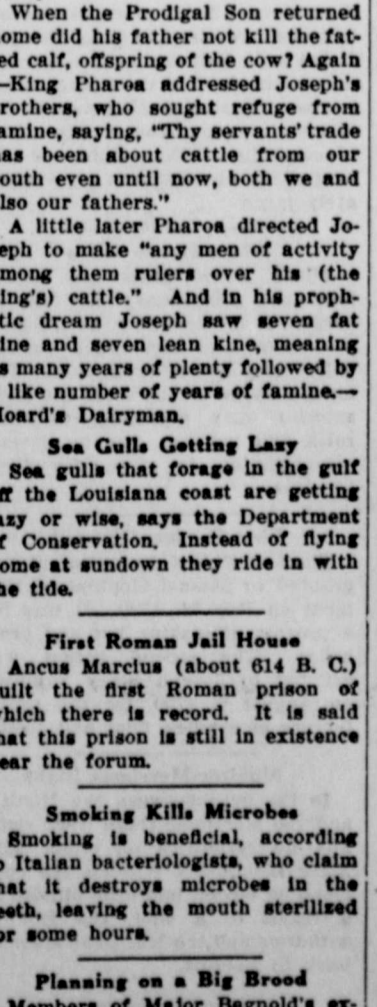 When the Prodigal Son returned
ome did his father not kill the fat-
ed calf, offspring of the cow? Again
—King Pharoa addressed Joseph's
rothers, who sought refuge from
amine, saying, "Thy servants' trade
as been about cattle from our
outh even until now, both we and
lso our fathers."
A little later Pharoa directed Jo-
eph to make "any men of activity
mong them rulers over his (the
ing's) cattle." And in his proph-
tic dream Joseph saw seven fat
ine and seven lean kine, meaning
s many years of plenty followed by
like number of years of famine.—
Hoard's Dairyman.
Sea Gulls Getting Lazy
Sea gulls that forage in the gulf
ff the Louisiana coast are getting
azy or wise, says the Department
f Conservation. Instead of flying
ome at sundown they ride in with
he tide.
First Roman Jail House
Ancus Marcius (about 614 B. C.)
uilt the first Roman prison of
hich there is record. It is said
hat this prison is still in existence
ear the forum.
Smoking Kills Microbes
Smoking is beneficial, according
o Italian bacteriologists, who claim
hat it destroys microbes in the
eeth, leaving the mouth sterilized
or some hours.
Planning on a Big Brood
Members of Major Bagnold's ex-